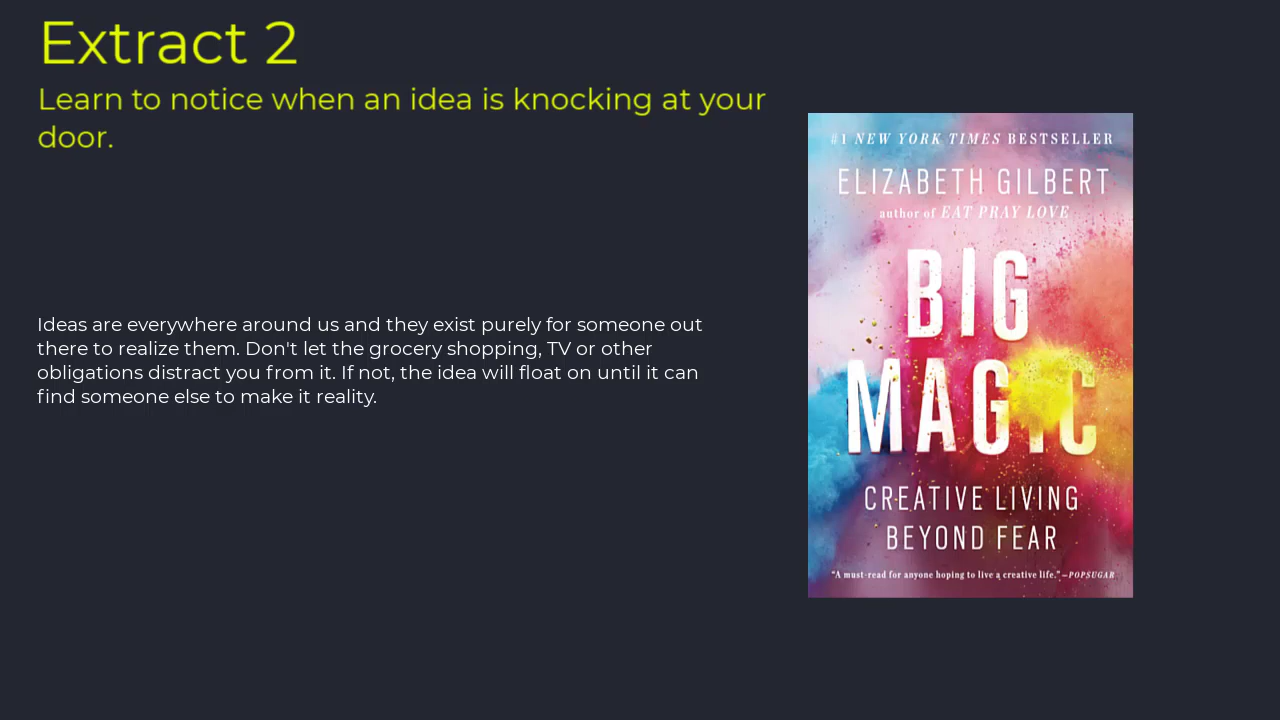 Extract 2
Learn to notice when an idea is knocking at your
door.
Ideas are everywhere around us and they exist purely for someone out
there to realize them. Don't let the grocery shopping, TV or other
obligations distract you from it. If not, the idea will float on until it can
find someone else to make it reality.
#1 NEW YORK TIMES BESTSELLER
ELIZABETH GILBERT
author of EAT PRAY LOVE
BIG
MAGIC
CREATIVE LIVING
BEYOND FEAR
"A must-read for anyone hoping to live a creative life." —POPSUGAR